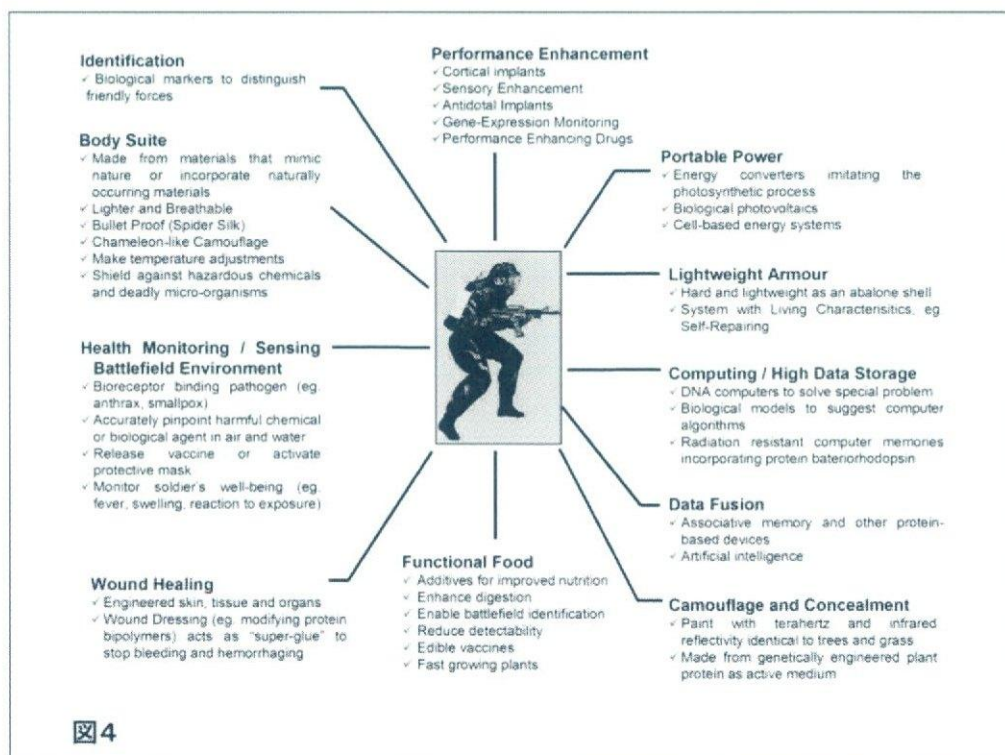 Identification
✓ Biological markers to distinguish
friendly forces
Body Suite
✓ Made from materials that mimic
nature or incorporate naturally
occurring materials
✓ Lighter and Breathable
✓ Bullet Proof (Spider Silk)
✓ Chameleon-like Camouflage
✓ Make temperature adjustments
✓ Shield against hazardous chemicals
and deadly micro-organisms
Health Monitoring / Sensing
Battlefield Environment
✓ Bioreceptor binding pathogen (eg.
anthrax, smallpox)
✓ Accurately pinpoint harmful chemical
or biological agent in air and water
✓ Release vaccine or activate
protective mask
✓ Monitor soldier's well-being (eg.
fever, swelling, reaction to exposure)
Wound Healing
✓ Engineered skin, tissue and organs
✓ Wound Dressing (eg. modifying protein
bipolymers) acts as "super-glue" to
stop bleeding and hemorrhaging
Performance Enhancement
✓ Cortical implants
✓ Sensory Enhancement
✓ Antidotal Implants
✓ Gene-Expression Monitoring
✓ Performance Enhancing Drugs
Functional Food
✓ Additives for improved nutrition
✓ Enhance digestion
✓ Enable battlefield identification
✓ Reduce detectability
✓ Edible vaccines
✓ Fast growing plants
Portable Power
✓ Energy converters imitating the
photosynthetic process
✓ Biological photovoltaics
✓ Cell-based energy systems
Lightweight Armour
✓ Hard and lightweight as an abalone shell
✓ System with Living Characterisitics, eg
Self-Repairing
Computing / High Data Storage
✓ DNA computers to solve special problem
✓ Biological models to suggest computer
algorithms
✓ Radiation resistant computer memories
incorporating protein bateriorhodopsin
Data Fusion
✓ Associative memory and other protein-
based devices
✓ Artificial intelligence
Camouflage and Concealment
✓ Paint with terahertz and infrared
reflectivity identical to trees and grass
✓ Made from genetically engineered plant
protein as active medium
図4